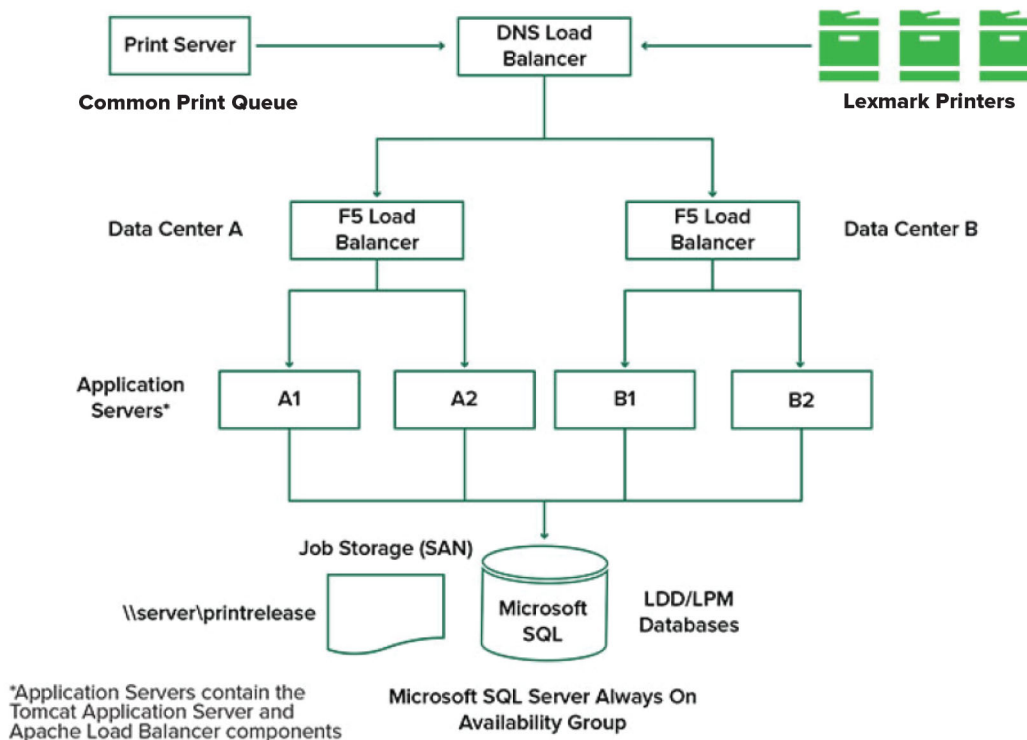 Print Server
DNS Load
Balancer
Common Print Queue
Lexmark Printers
Data Center A
F5 Load
Balancer
F5 Load
Balancer
Data Center B
Application
Servers*
A1
A2
B1
B2
Job Storage (SAN)
\\server\printrelease
Microsoft
SQL
LDD/LPM
Databases
*Application Servers contain the
Tomcat Application Server and
Apache Load Balancer components
Microsoft SQL Server Always On
Availability Group